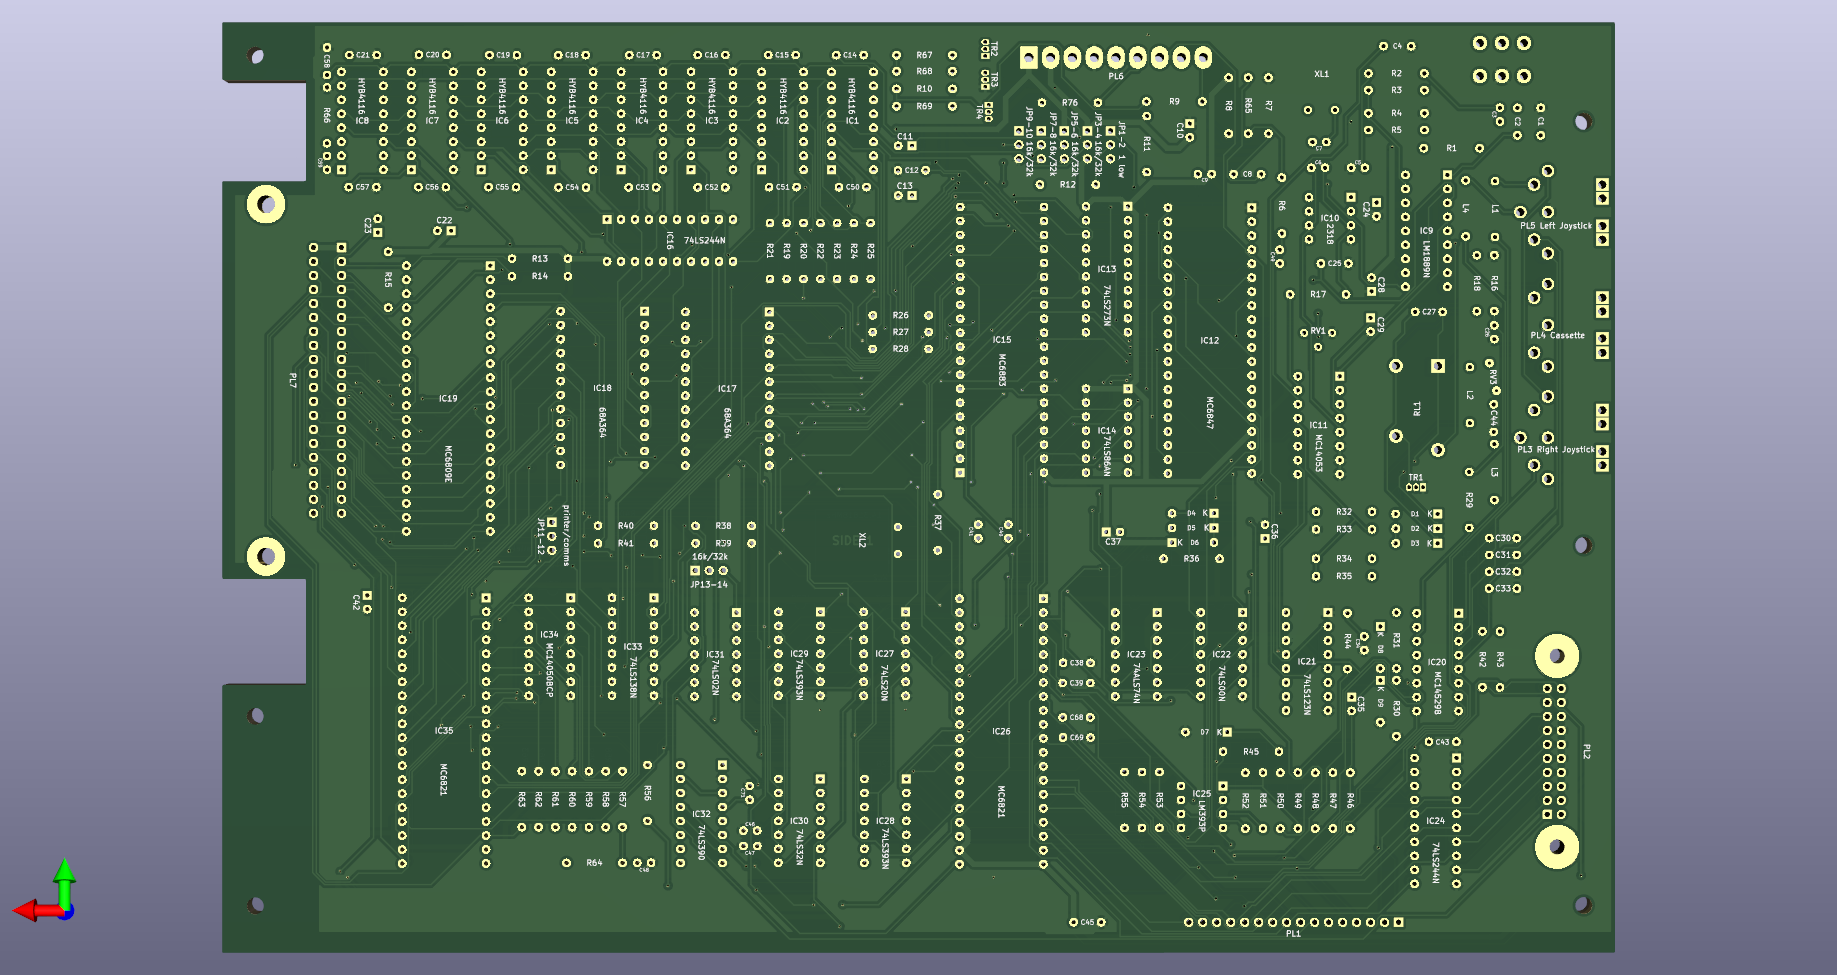 C21 C20 C19 C18 C17 C16 C15 C14 R67 TR2 C4
C58 R68 TR3 PL6 XL1 R2
R10 R3
HYB4116 HYB4116 HYB4116 HYB4116 HYB4116 HYB4116 HYB4116 HYB4116
IC8 IC7 IC6 IC5 IC4 IC3 IC2 IC1
R66 R69 TR4 R76 R9 R8 R65 R7 R4 C2 C1
JP9-10 16k/32k
JP7-8 16k/32k
JP5-6 16k/32k
JP3-4 16k/32k
JP1-2 1 low
R11 C10 R5
C11 R1
C12 R12 C8
C57 C56 C55 C54 C53 C52 C51 C50 C13
C23 C22 IC16 74LS244N R6 IC10 2318 C24 L4 L1
PL5 Left Joystick
R21 R19 R20 R22 R23 R24 R25
IC9 LM1889N
R13
R14 R15 IC13 74LS273N C25 C28 R18 R16
R17
R26 C27
R27 RV1 C29
R28 IC15 MC6883 IC12 MC6847 PL4 Cassette
PL7 IC19 MC6809E IC18 68A364 IC17 68A364 RV3
RL1 L2 C44
IC14 74LS86AN IC11 MC14053
PL3 Right Joystick
TR1 L3 R29
printer/comms
JP11-12 R40 R38 XL2 R37 D4 K R32 D1 K
D5 K R33 D2 K
R41 R39 C37 D6 K C36 D3 K C30
16k/32k R36 R34 C31
JP13-14 R35 C32
C33
C42
IC34 MC14050BCP IC33 74LS138N IC31 74LS02N IC29 74LS393N IC27 74LS20N
IC23 74ALS74N IC22 74LS00N IC21 74LS123N R44 K D8 R31 IC20 MC14529B R42 R43
C38
C39 K D9 R30 C35
C68
IC35 MC6821 IC26 MC6821 D7 K
C69 C43
R45 PL2
R63 R62 R61 R60 R59 R58 R57 R56
R55 R54 R53 IC25 LM393P R52 R51 R50 R49 R48 R47 R46
IC32 74LS390 IC30 74LS32N IC28 74LS393N IC24 74LS244N
C46
C47
R64 C48
C45 PL1